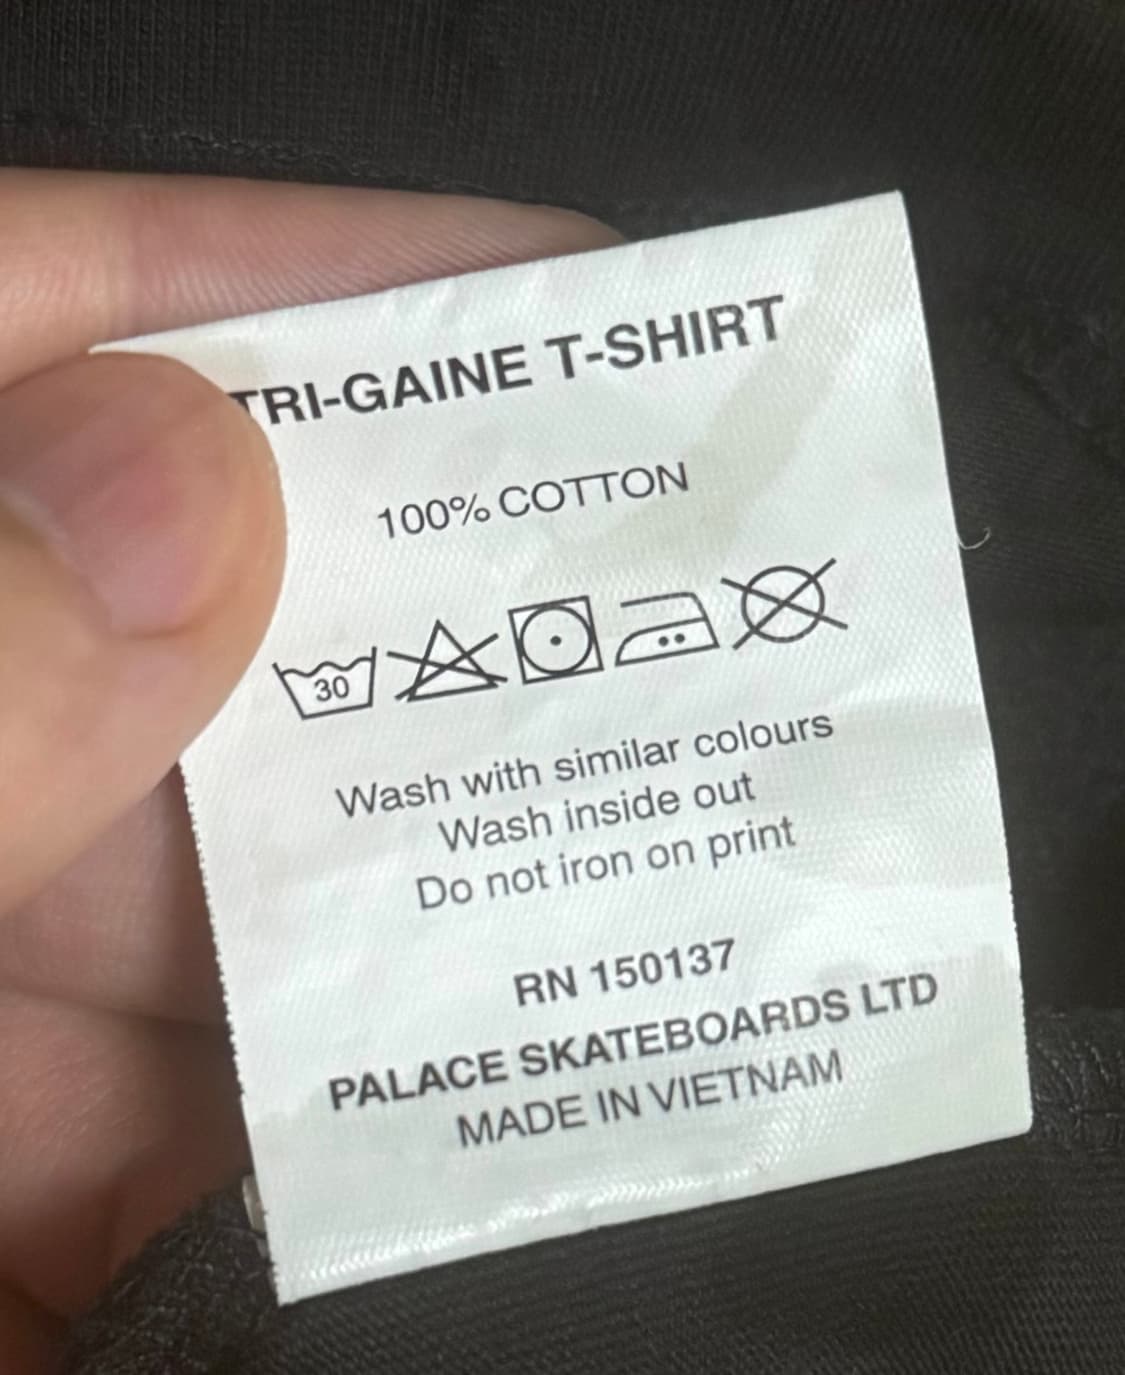 TRI-GAINE T-SHIRT
100% COTTON
30
Wash with similar colours
Wash inside out
Do not iron on print
RN 150137
PALACE SKATEBOARDS LTD
MADE IN VIETNAM